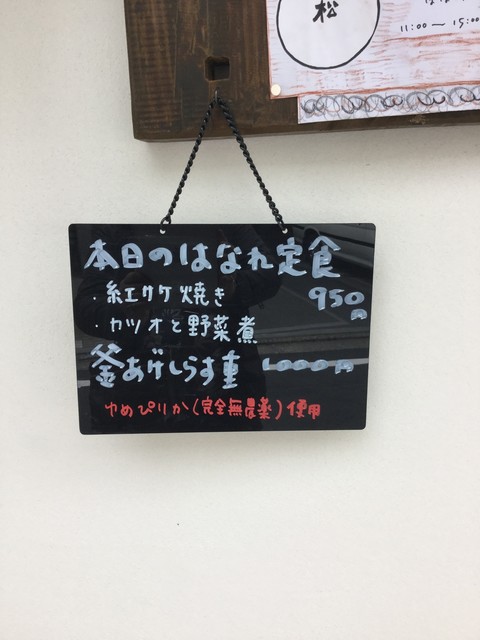 松
11:00〜15:00
本日のはなれ定食
・紅サケ焼き 950円
・カツオと野菜煮
釜あげしらす重 1000円
ゆめぴりか(完全無農薬)使用